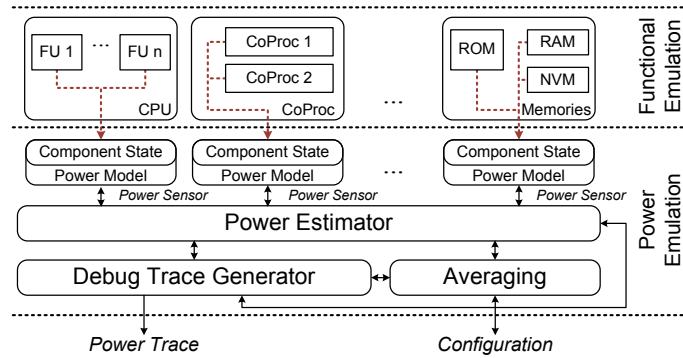 FU 1
...
FU n
CPU
CoProc 1
CoProc 2
CoProc
...
ROM
RAM
NVM
Memories
Functional
Emulation
Component State
Power Model
Component State
Power Model
...
Component State
Power Model
Power Sensor
Power Sensor
Power Sensor
Power Estimator
Debug Trace Generator
Averaging
Power
Emulation
Power Trace
Configuration